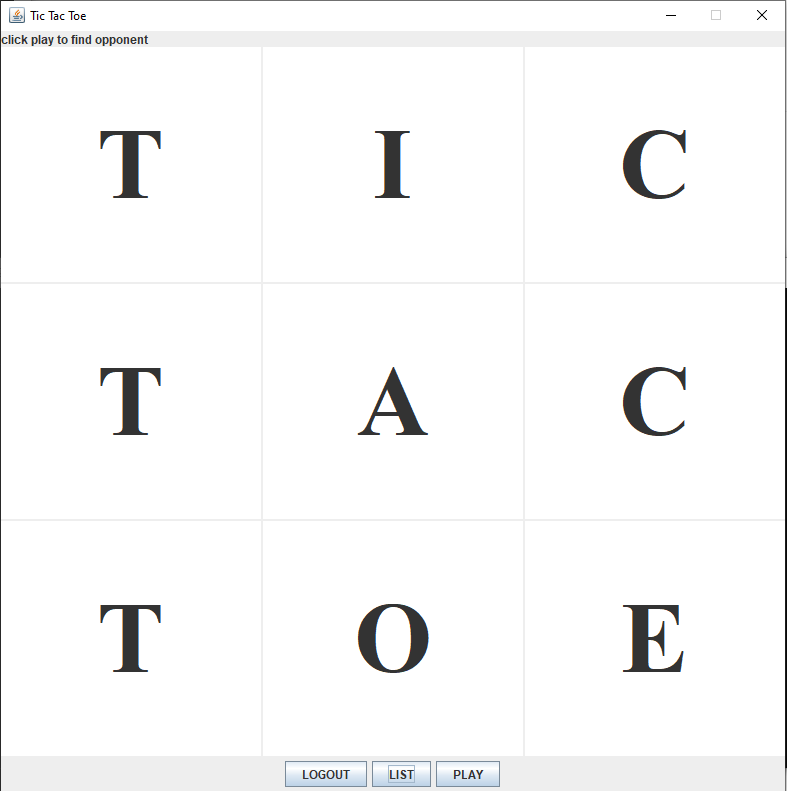 Tic Tac Toe
click play to find opponent
T I C
T A C
T O E
LOGOUT LIST PLAY